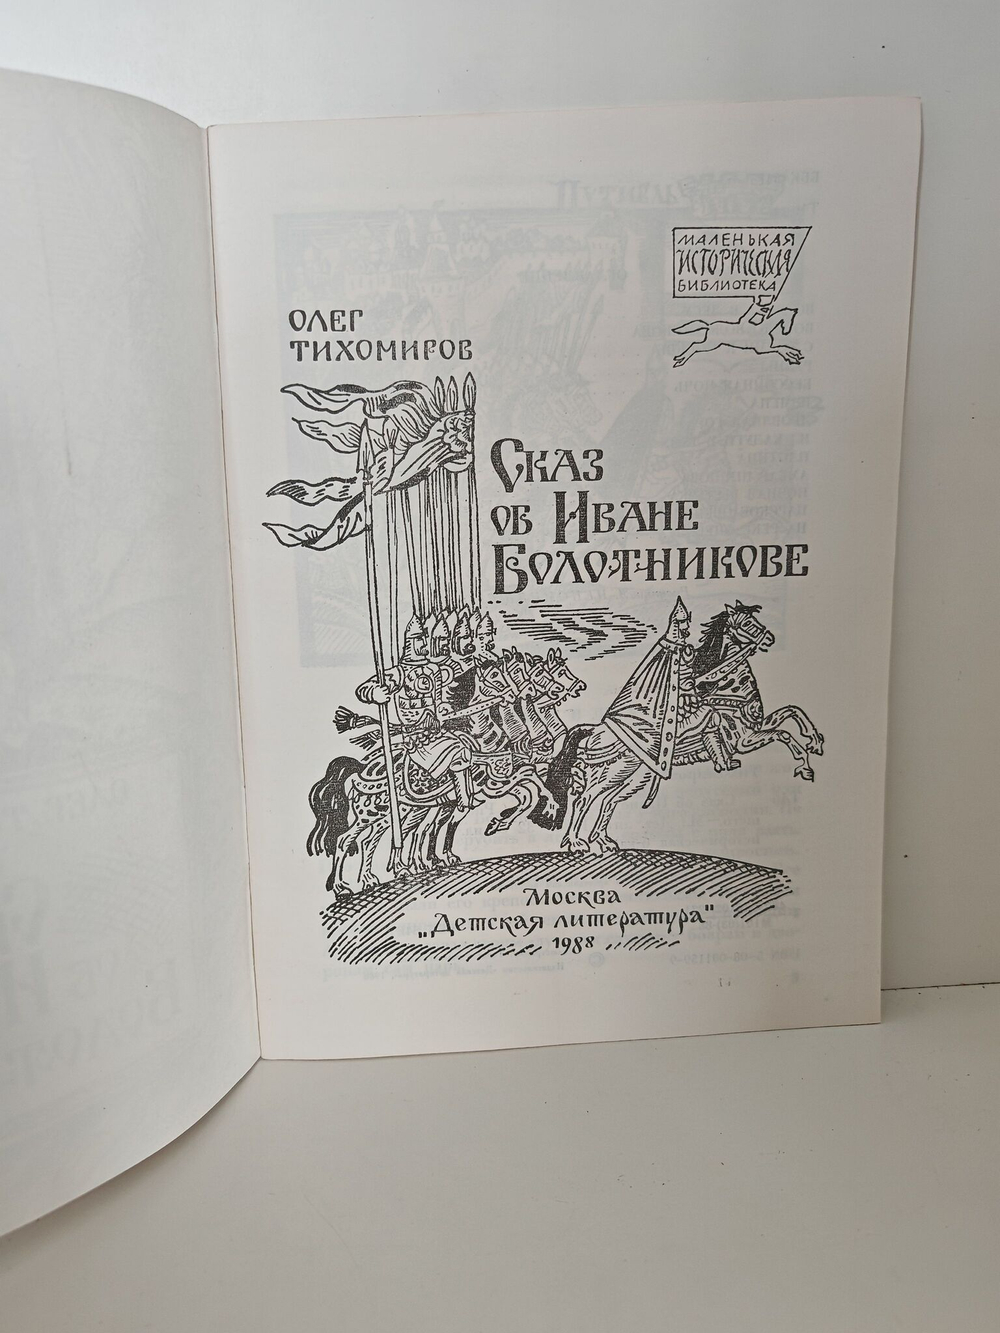 МАЛЕНЬКАЯ
ИСТОРИЧЕСКАЯ
БИБЛИОТЕКА
ОЛЕГ
ТИХОМИРОВ
Сказ
об Иване
Болотникове
Москва
„Детская литература"
1988